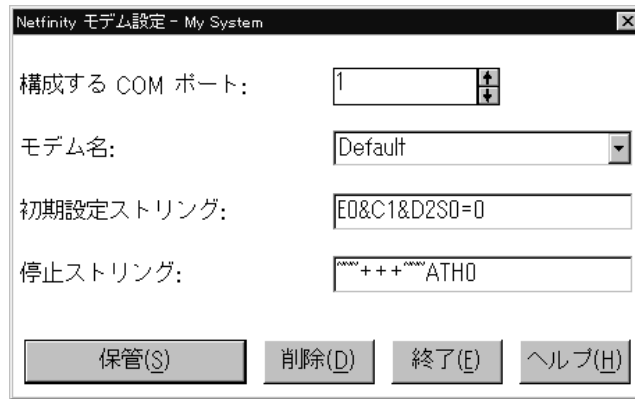 Netfinity モデム設定 - My System
構成する COM ポート: 1
モデム名: Default
初期設定ストリング: E0&C1&D2S0=0
停止ストリング: ~~~+++~~~ATH0
保管(S) 削除(D) 終了(E) ヘルプ(H)